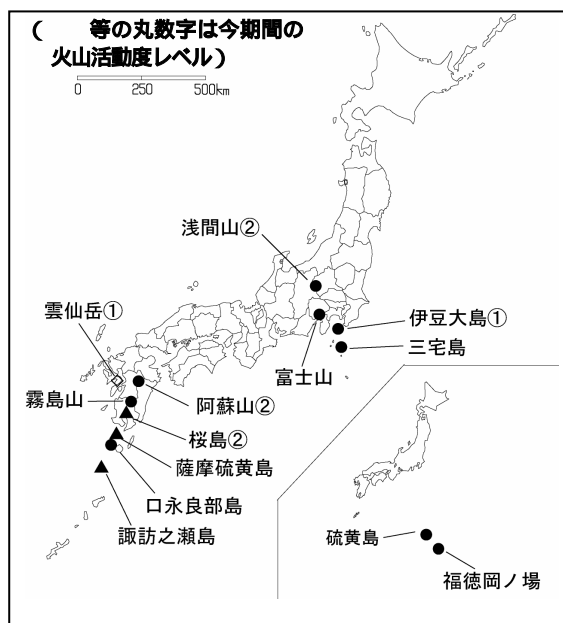 (　　等の丸数字は今期間の
火山活動度レベル)
0 250 500km
浅間山②
雲仙岳①
伊豆大島①
三宅島
富士山
霧島山
阿蘇山②
桜島②
薩摩硫黄島
口永良部島
諏訪之瀬島
硫黄島
福徳岡ノ場